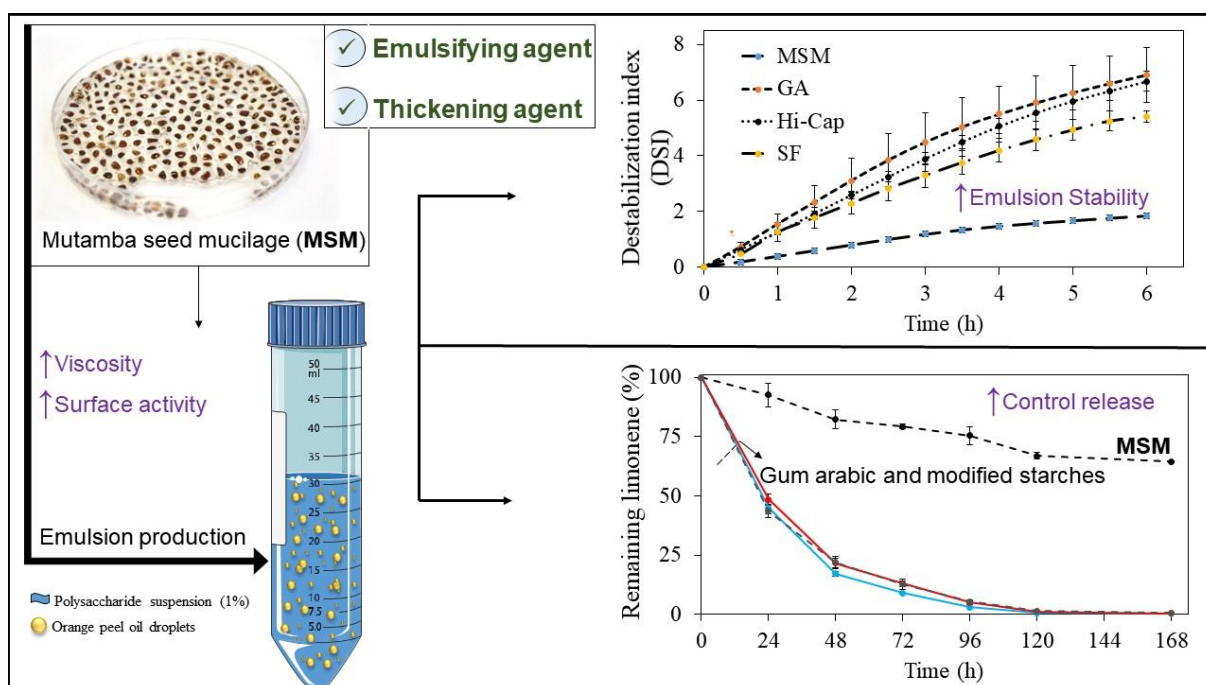 ✓ Emulsifying agent
✓ Thickening agent
Mutamba seed mucilage (MSM)
↑Viscosity
↑Surface activity
Emulsion production
Polysaccharide suspension (1%)
Orange peel oil droplets
50
ml
45
40
35
30
25
20
15
10
7.5
5.0
Destabilization index
(DSI)
8
6
4
2
0
MSM
GA
Hi-Cap
SF
↑Emulsion Stability
0 1 2 3 4 5 6
Time (h)
Remaining limonene (%)
100
75
50
25
0
↑Control release
MSM
Gum arabic and modified starches
0 24 48 72 96 120 144 168
Time (h)